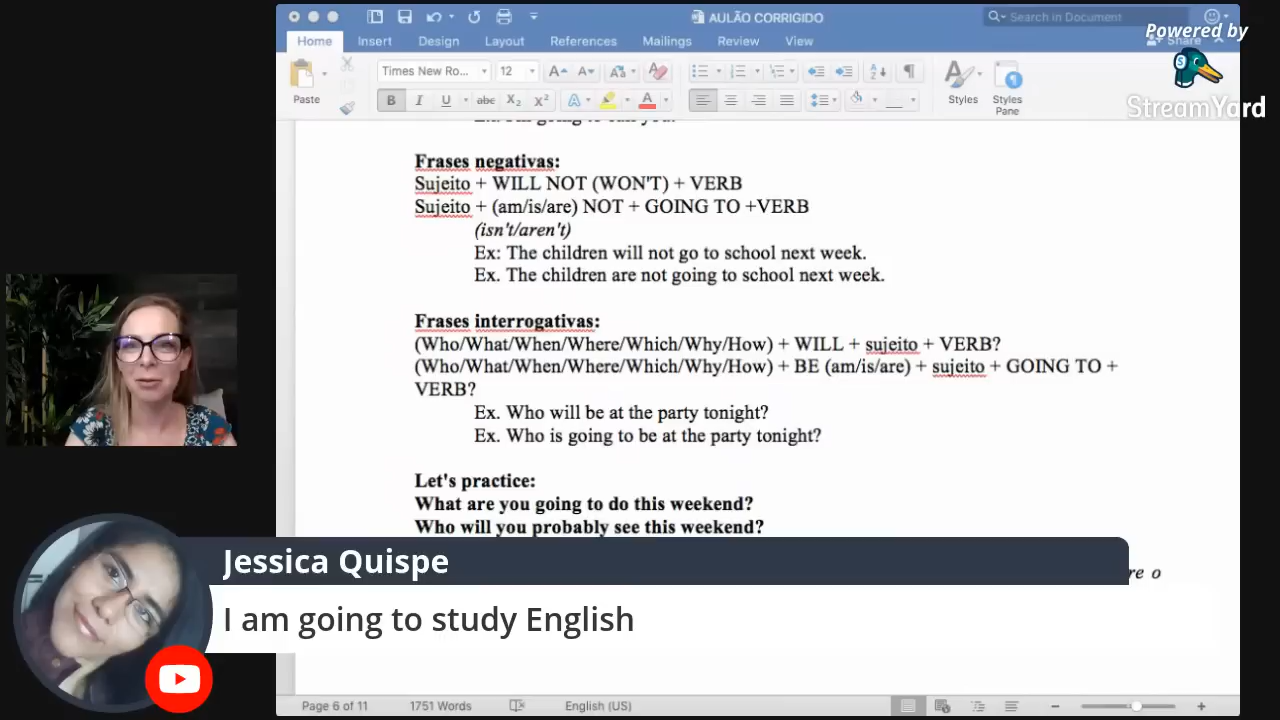 AULÃO CORRIGIDO
Search in Document
Powered by
StreamYard
Home Insert Design Layout References Mailings Review View Share
Times New Ro... 12
Paste
B I U abc X₂ X² A A
Styles
Styles Pane
Frases negativas:
Sujeito + WILL NOT (WON'T) + VERB
Sujeito + (am/is/are) NOT + GOING TO +VERB
(isn't/aren't)
Ex: The children will not go to school next week.
Ex. The children are not going to school next week.
Frases interrogativas:
(Who/What/When/Where/Which/Why/How) + WILL + sujeito + VERB?
(Who/What/When/Where/Which/Why/How) + BE (am/is/are) + sujeito + GOING TO +
VERB?
Ex. Who will be at the party tonight?
Ex. Who is going to be at the party tonight?
Let's practice:
What are you going to do this weekend?
Who will you probably see this weekend?
o
Jessica Quispe
I am going to study English
Page 6 of 11 1751 Words English (US)